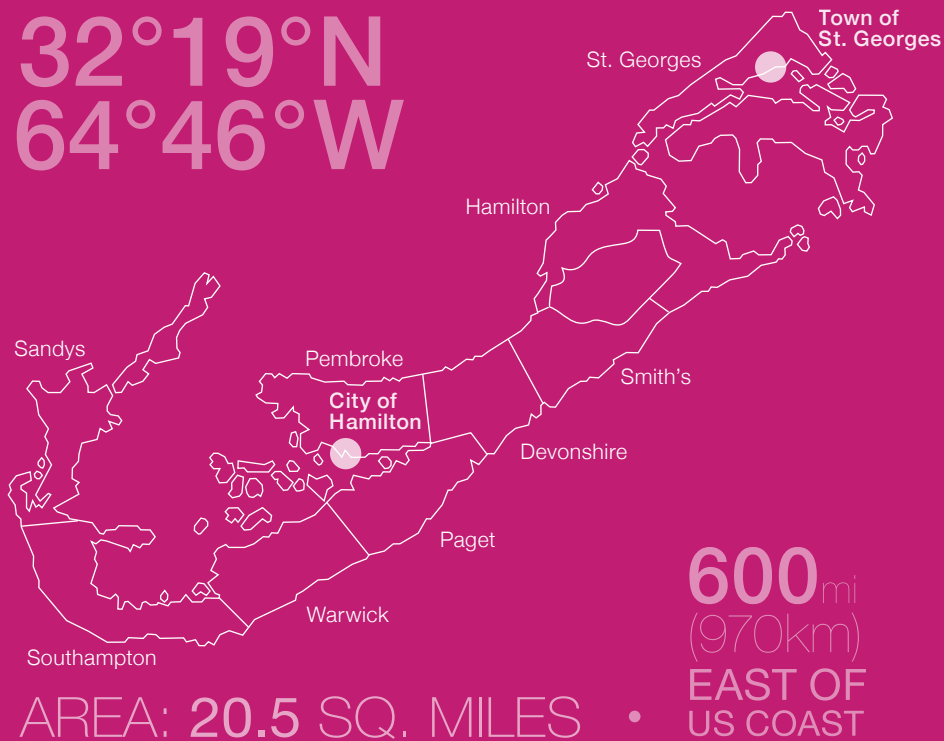 32°19°N
64°46°W
Town of
St. Georges
St. Georges
Hamilton
Sandys
Pembroke
City of
Hamilton
Smith's
Devonshire
Paget
Warwick
Southampton
600mi
(970km)
EAST OF
US COAST
AREA: 20.5 SQ. MILES •